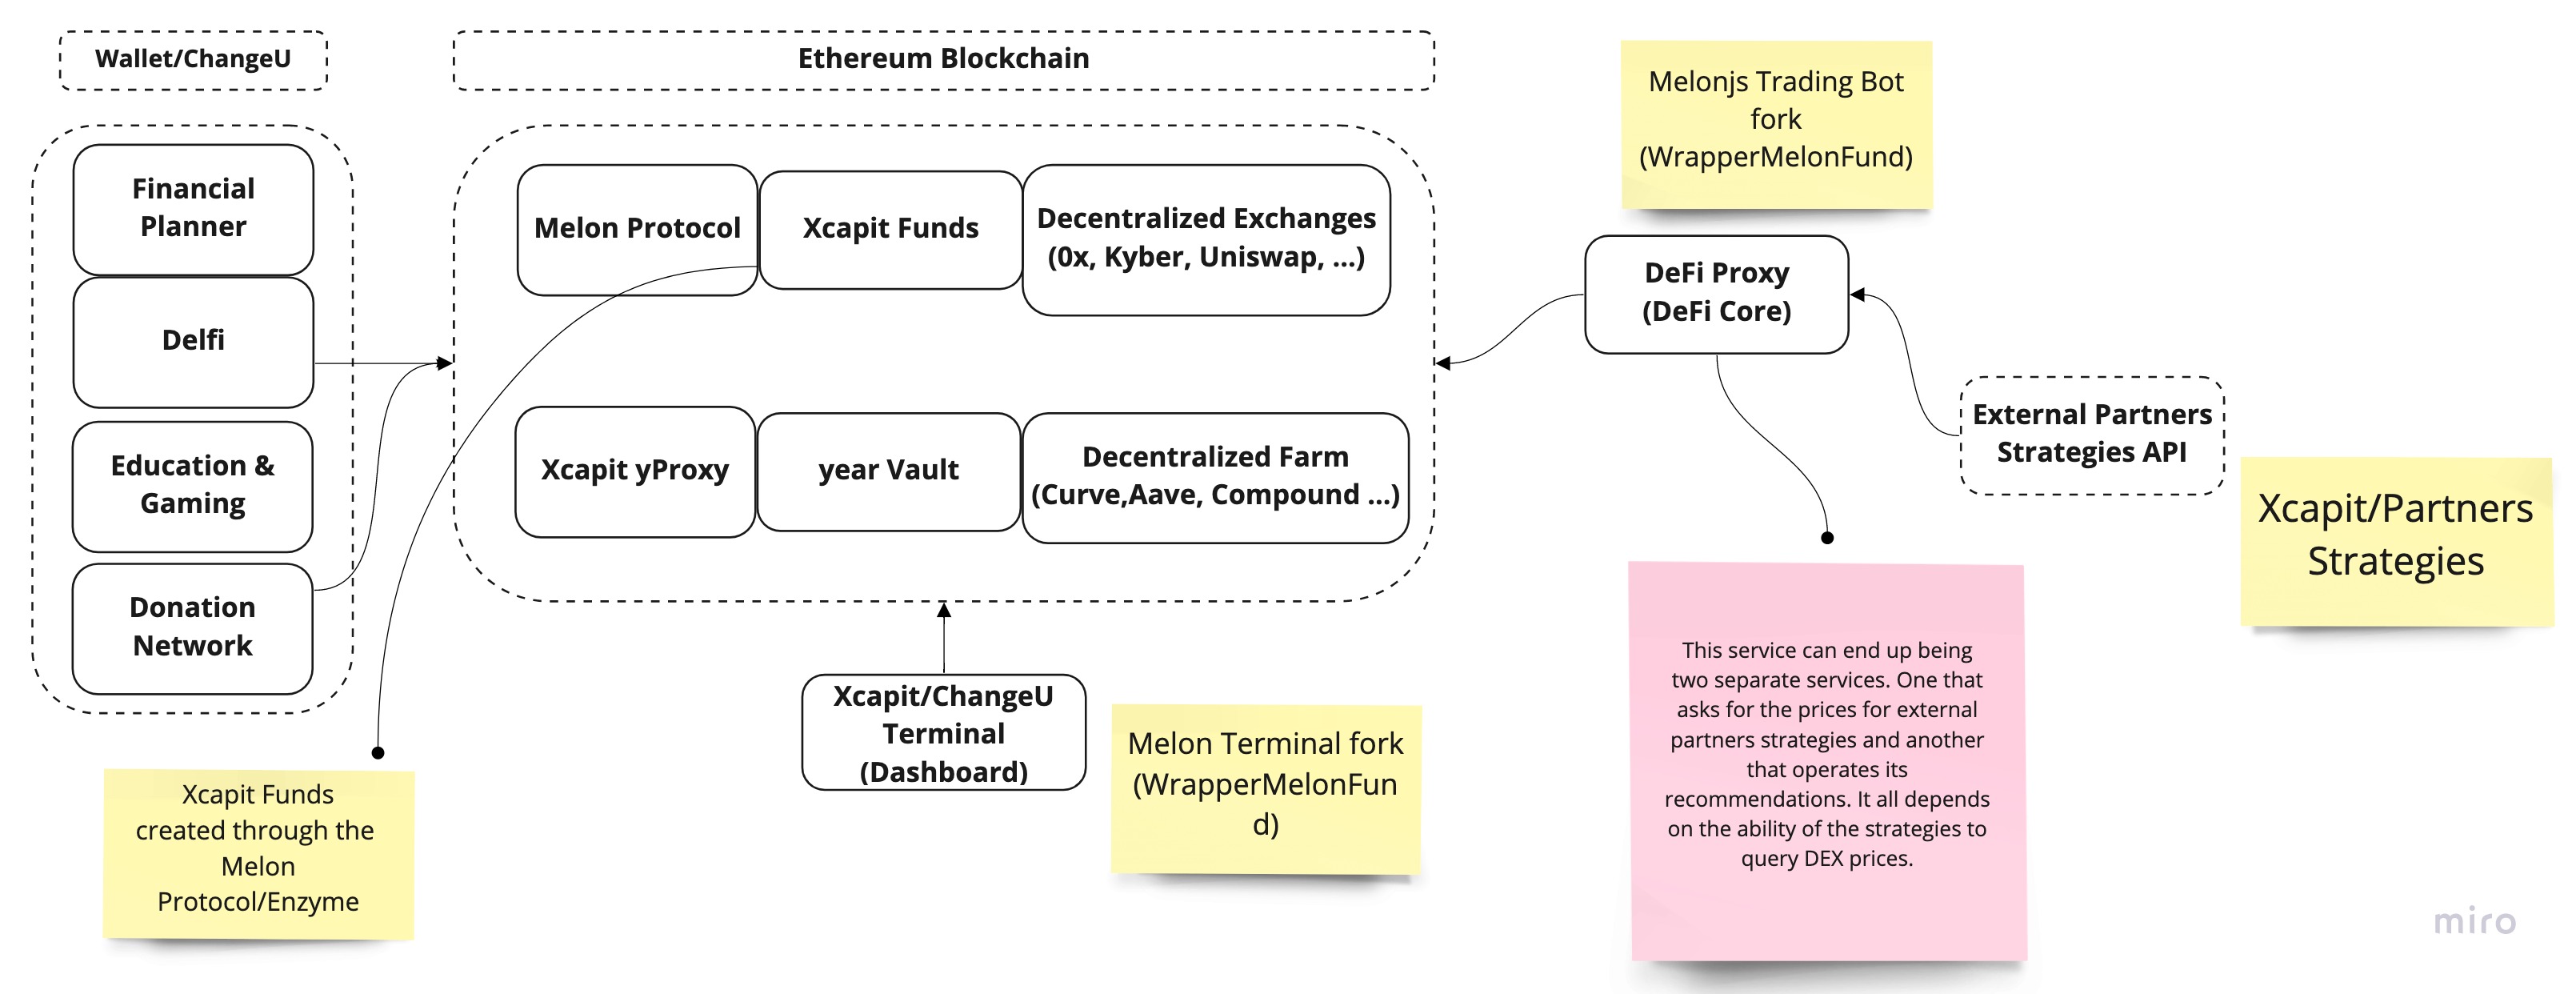 Wallet/ChangeU
Ethereum Blockchain
Financial
Planner
Delfi
Education &
Gaming
Donation
Network
Melon Protocol
Xcapit Funds
Decentralized Exchanges
(0x, Kyber, Uniswap, ...)
Xcapit yProxy
year Vault
Decentralized Farm
(Curve,Aave, Compound ...)
Xcapit/ChangeU
Terminal
(Dashboard)
Melon Terminal fork
(WrapperMelonFun
d)
Xcapit Funds
created through the
Melon
Protocol/Enzyme
Melonjs Trading Bot
fork
(WrapperMelonFund)
DeFi Proxy
(DeFi Core)
External Partners
Strategies API
Xcapit/Partners
Strategies
This service can end up being
two separate services. One that
asks for the prices for external
partners strategies and another
that operates its
recommendations. It all depends
on the ability of the strategies to
query DEX prices.
miro